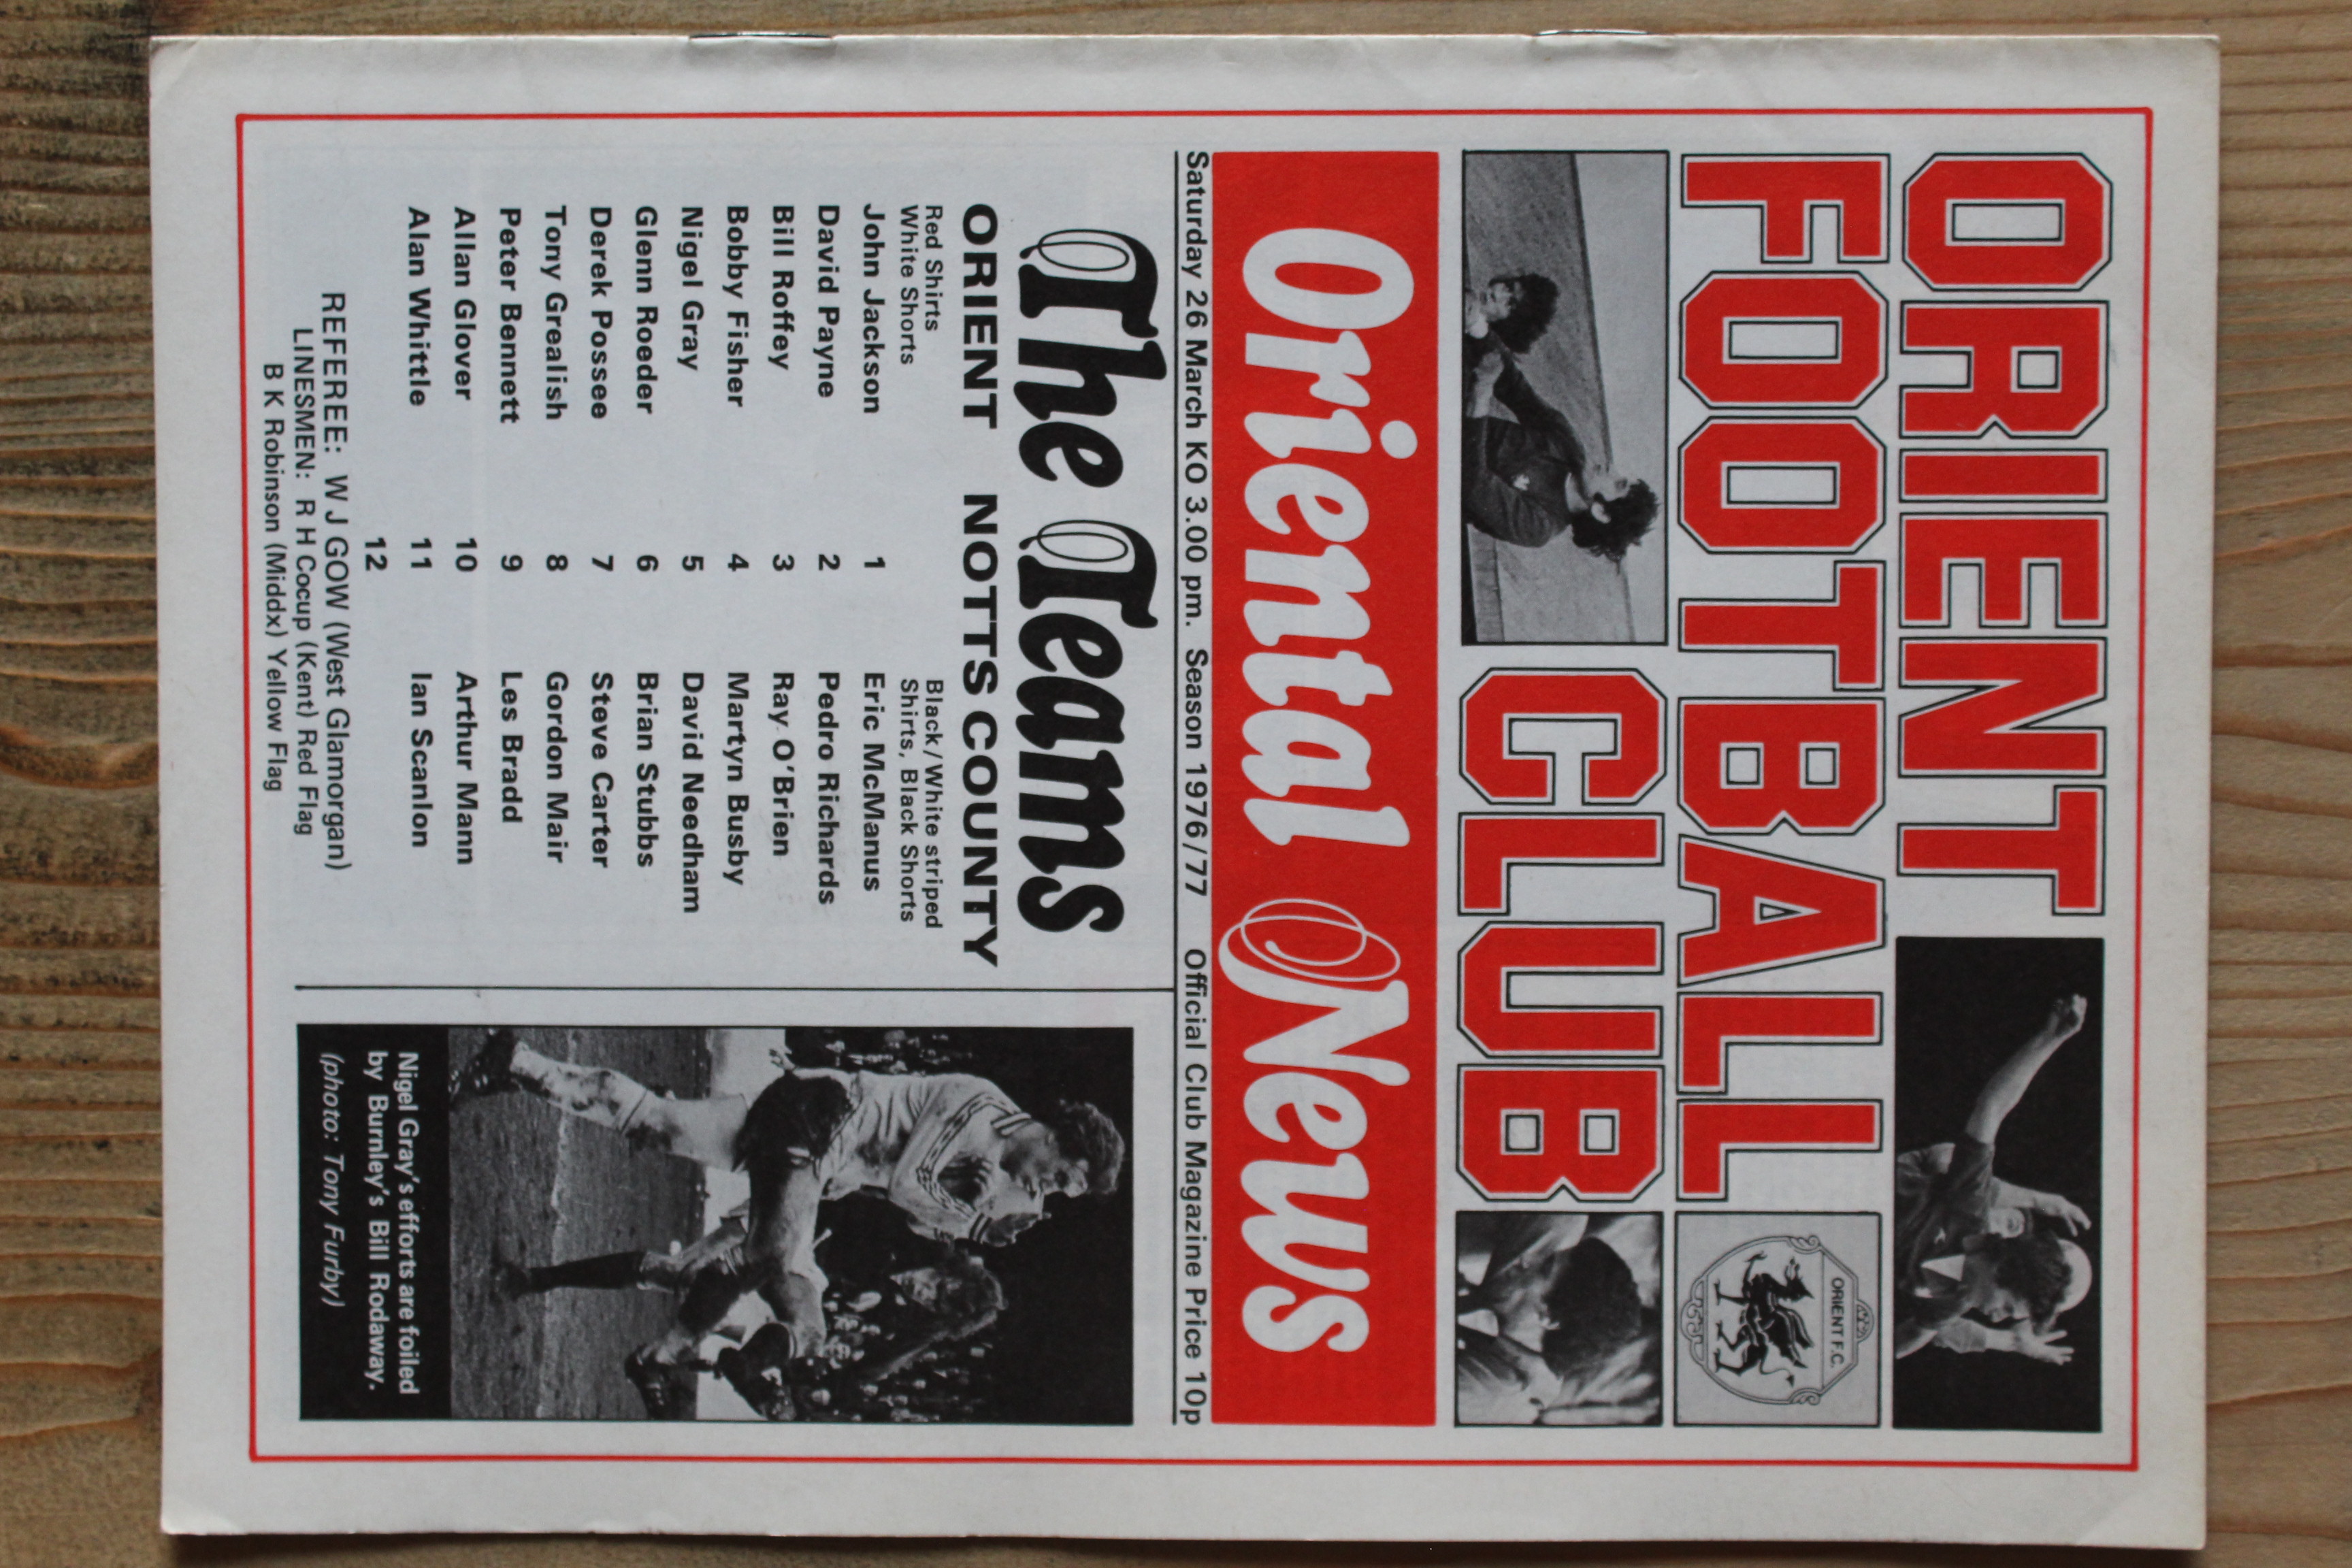 ORIENT
FOOTBALL
ORIENT F.C.
CLUB
Oriental News
Saturday 26 March KO 3.00 pm. Season 1976/77 Official Club Magazine Price 10p
The Teams
ORIENT NOTTS COUNTY
Red Shirts Black/White striped
White Shorts Shirts, Black Shorts
John Jackson 1 Eric McManus
David Payne 2 Pedro Richards
Bill Roffey 3 Ray O'Brien
Bobby Fisher 4 Martyn Busby
Nigel Gray 5 David Needham
Glenn Roeder 6 Brian Stubbs
Derek Possee 7 Steve Carter
Tony Grealish 8 Gordon Mair
Peter Bennett 9 Les Bradd
Allan Glover 10 Arthur Mann
Alan Whittle 11 Ian Scanlon
12
REFEREE: W J GOW (West Glamorgan)
LINESMEN: R H Cocup (Kent) Red Flag
B K Robinson (Middx) Yellow Flag
Nigel Gray's efforts are foiled
by Burnley's Bill Rodaway.
(photo: Tony Furby)